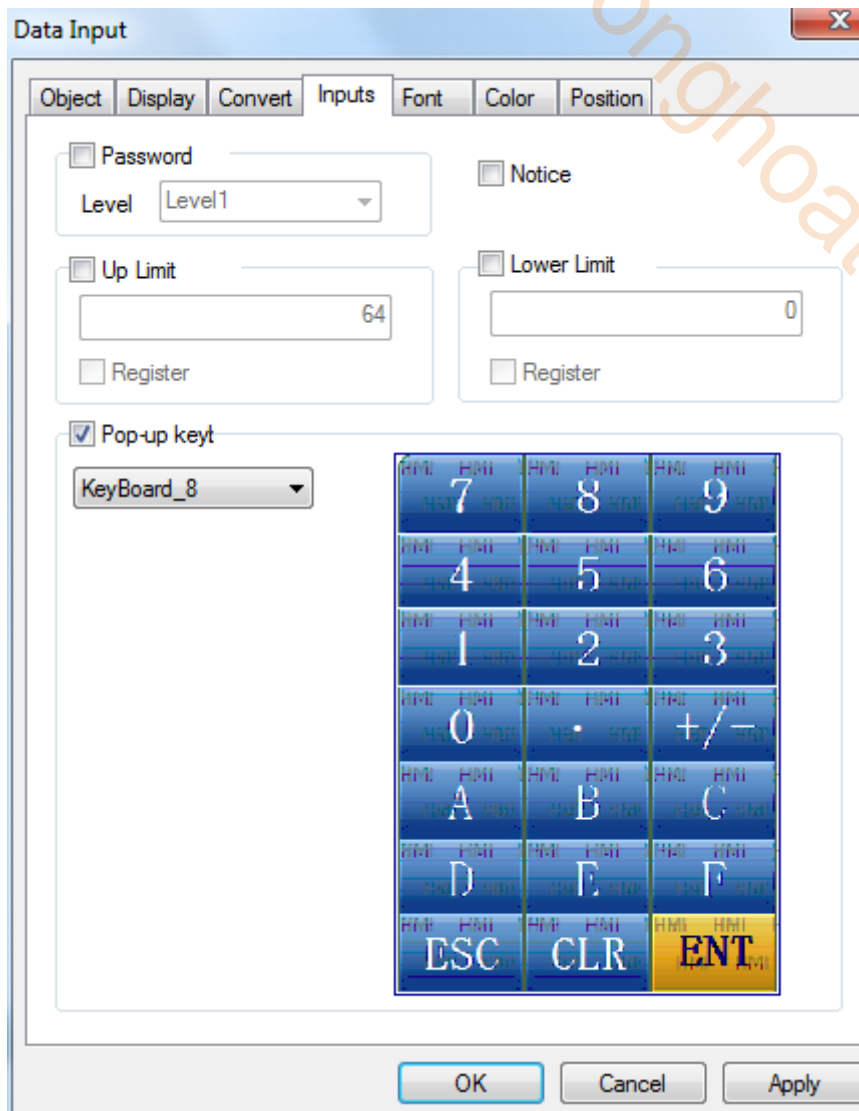 Data Input
Object Display Convert Inputs Font Color Position
Password
Notice
Level Level1
Up Limit
Lower Limit
64
0
Register
Register
Pop-up keyt
KeyBoard_8
7 8 9
4 5 6
1 2 3
0 . +/-
A B C
D E F
ESC CLR ENT
OK Cancel Apply